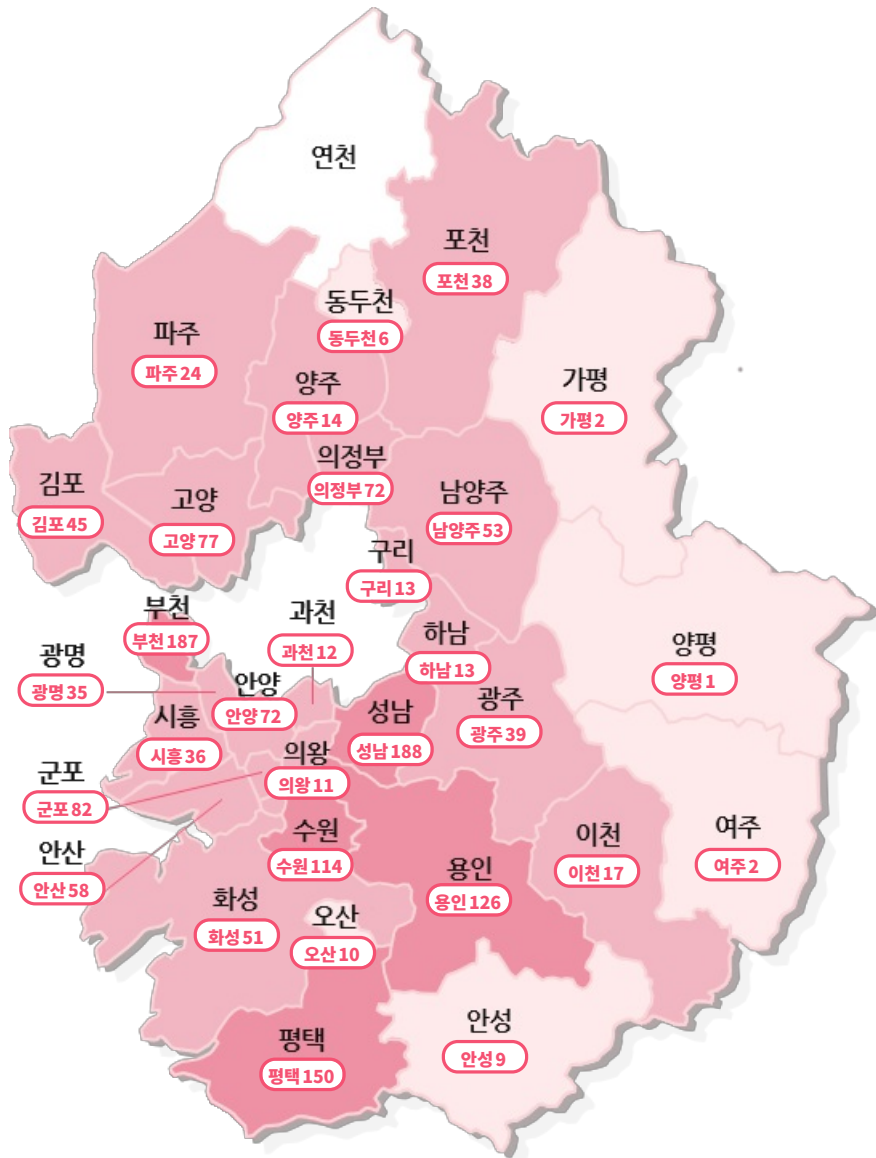 연천
포천
포천 38
동두천
동두천 6
파주
파주 24
양주
양주 14
가평
가평 2
의정부
의정부 72
김포
김포 45
고양
고양 77
남양주
남양주 53
구리
구리 13
부천
부천 187
과천
과천 12
하남
하남 13
양평
양평 1
광명
광명 35
안양
안양 72
시흥
시흥 36
성남
성남 188
광주
광주 39
의왕
의왕 11
군포
군포 82
수원
수원 114
이천
이천 17
여주
여주 2
안산
안산 58
용인
용인 126
화성
화성 51
오산
오산 10
안성
안성 9
평택
평택 150